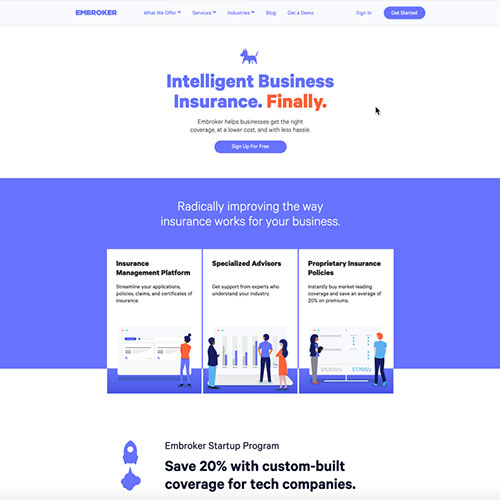 EMBROKER What We Offer Services Industries Blog Get a Demo Sign In Get Started
Intelligent Business
Insurance. Finally.
Embroker helps businesses get the right
coverage, at a lower cost, and with less hassle.
Sign Up For Free
Radically improving the way
insurance works for your business.
Insurance
Management Platform
Streamline your applications,
policies, claims, and certificates of
insurance.
Specialized Advisors
Get support from experts who
understand your industry.
Proprietary Insurance
Policies
Instantly buy market-leading
coverage and save an average of
20% on premiums.
$11,200/y $7,700/y
Embroker Startup Program
Save 20% with custom-built
coverage for tech companies.